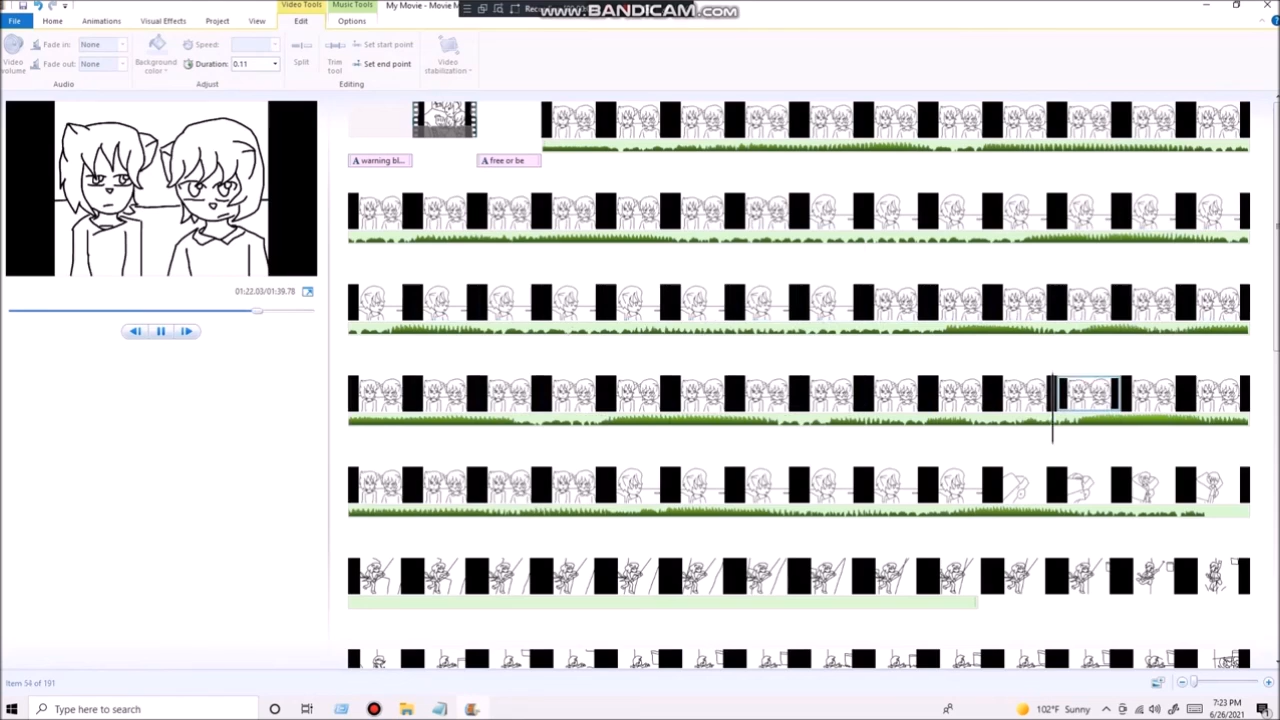 Video Tools
Music Tools
My Movie - Movie M
Rec
www.BANDICAM.com
File
Home
Animations
Visual Effects
Project
View
Edit
Options
Video volume
Fade in: None
Fade out: None
Audio
Background color
Speed:
Duration: 0.11
Adjust
Split
Trim tool
Set start point
Set end point
Editing
Video stabilization
A warning bl...
A free or be
01:22.03/01:39.78
Item 54 of 191
Type here to search
102°F Sunny
7:23 PM
6/26/2021